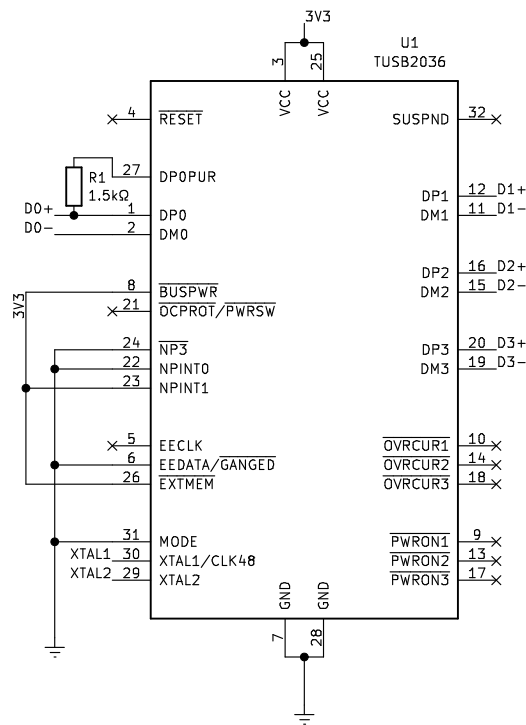 3V3
U1
TUSB2036
3
25
VCC
VCC
4
RESET
SUSPND
32
27
DP0PUR
R1
1.5kΩ
DP1
12
D1+
D0+
1
DP0
DM1
11
D1-
D0-
2
DM0
DP2
16
D2+
3V3
8
BUSPWR
DM2
15
D2-
21
OCPROT/PWRSW
24
NP3
DP3
20
D3+
22
NPINT0
DM3
19
D3-
23
NPINT1
5
EECLK
OVRCUR1
10
6
EEDATA/GANGED
OVRCUR2
14
26
EXTMEM
OVRCUR3
18
31
MODE
PWRON1
9
XTAL1
30
XTAL1/CLK48
PWRON2
13
XTAL2
29
XTAL2
PWRON3
17
GND
GND
7
28